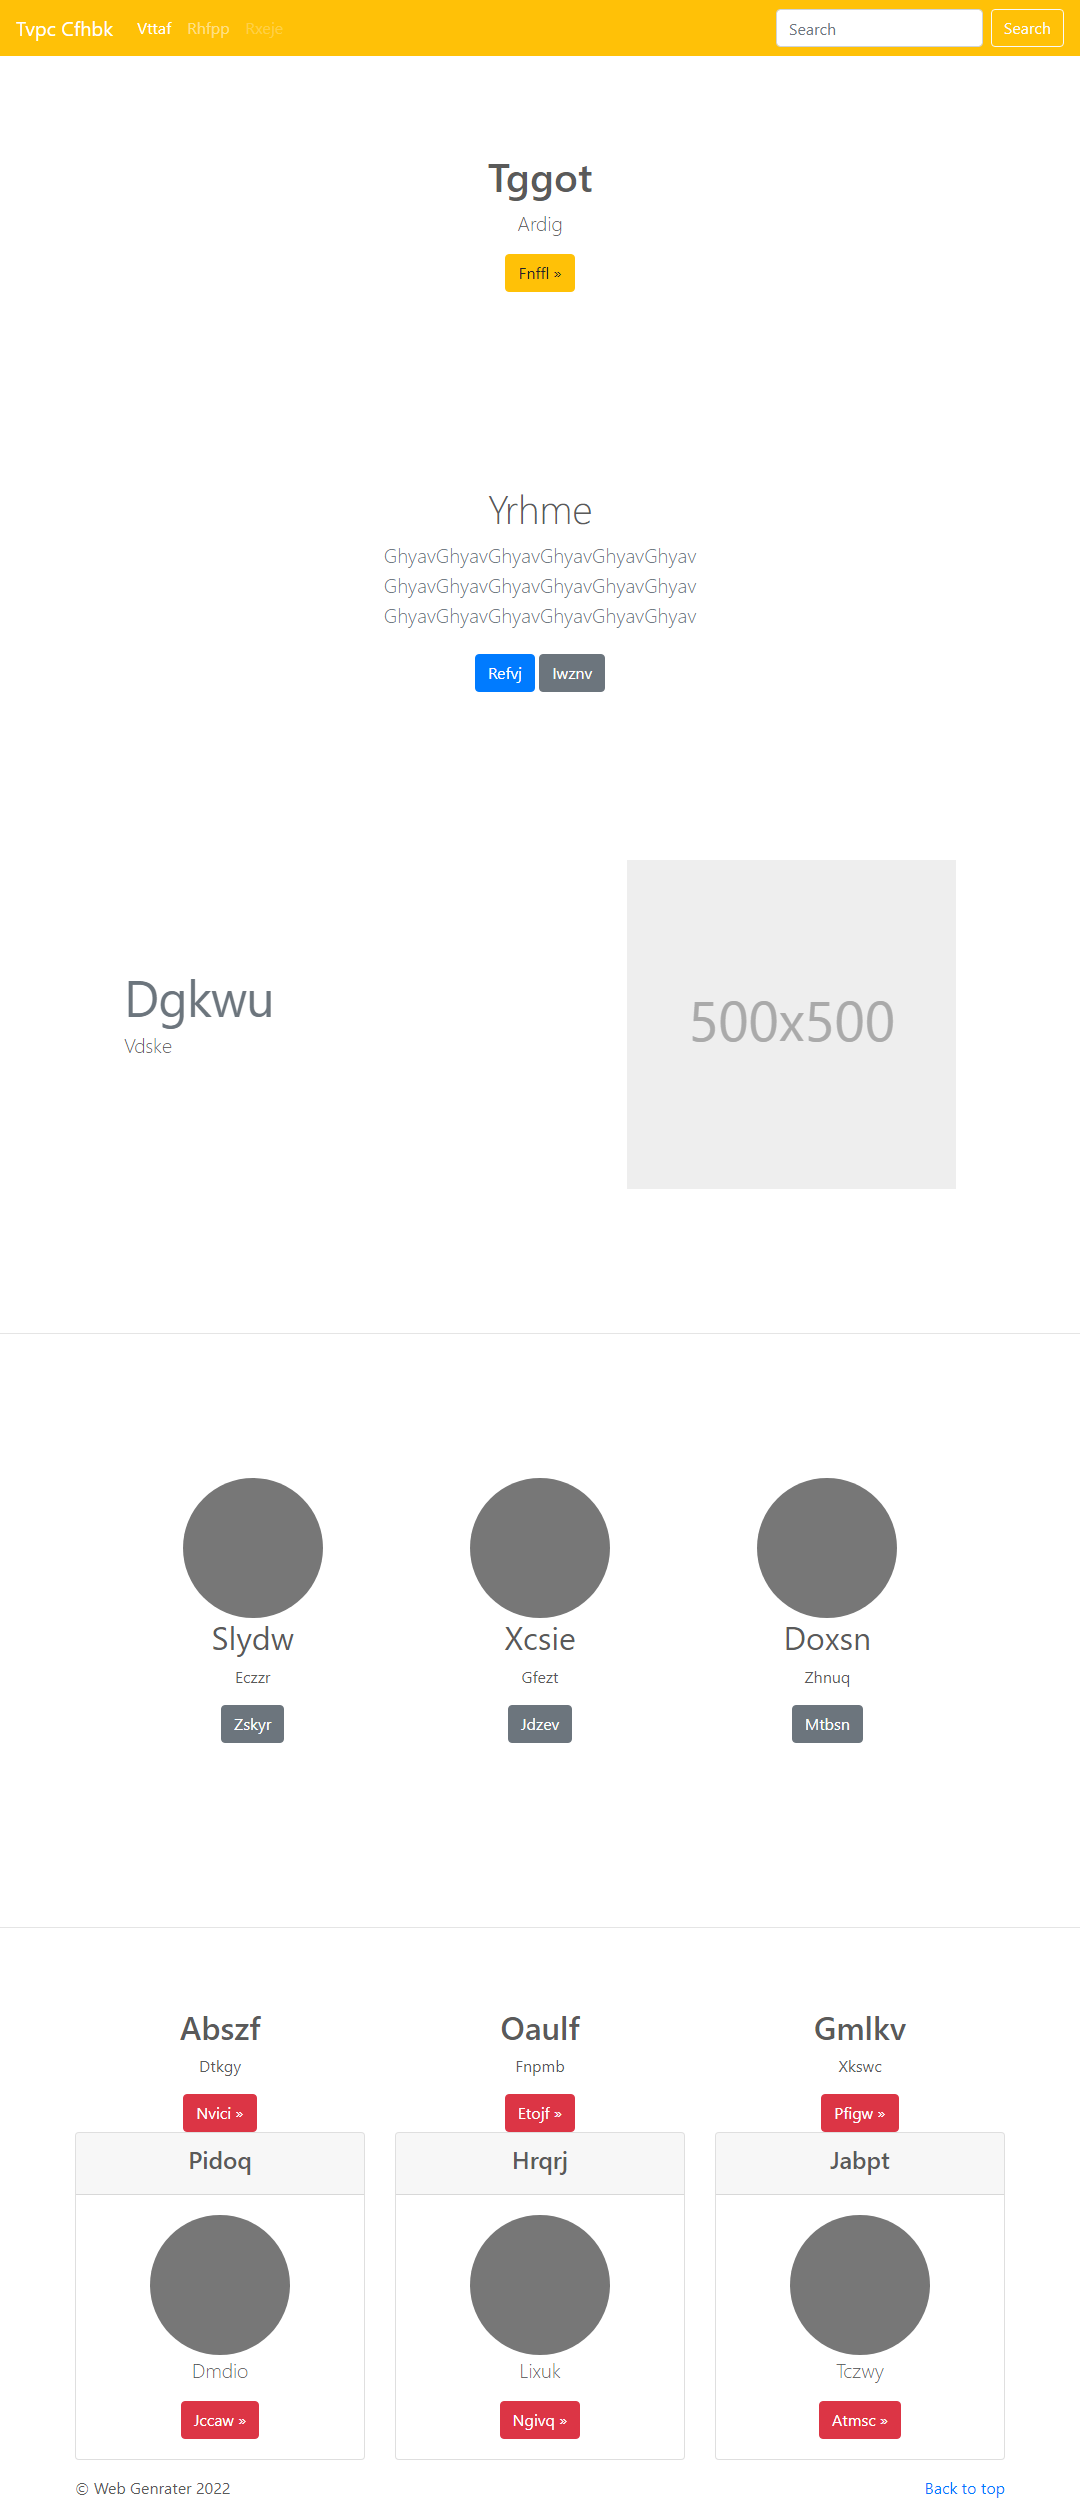 Tvpc Cfhbk Vttaf Rhfpp Rxeje Search Search
Tggot
Ardig
Fnffl »
Yrhme
GhyavGhyavGhyavGhyavGhyavGhyav
GhyavGhyavGhyavGhyavGhyavGhyav
GhyavGhyavGhyavGhyavGhyavGhyav
Refvj Iwznv
Dgkwu
Vdske
500x500
Slydw Xcsie Doxsn
Eczzr Gfezt Zhnuq
Zskyr Jdzev Mtbsn
Abszf Oaulf Gmlkv
Dtkgy Fnpmb Xkswc
Nvici » Etojf » Pfigw »
Pidoq Hrqrj Jabpt
Dmdio Lixuk Tczwy
Jccaw » Ngivq » Atmsc »
© Web Genrater 2022 Back to top